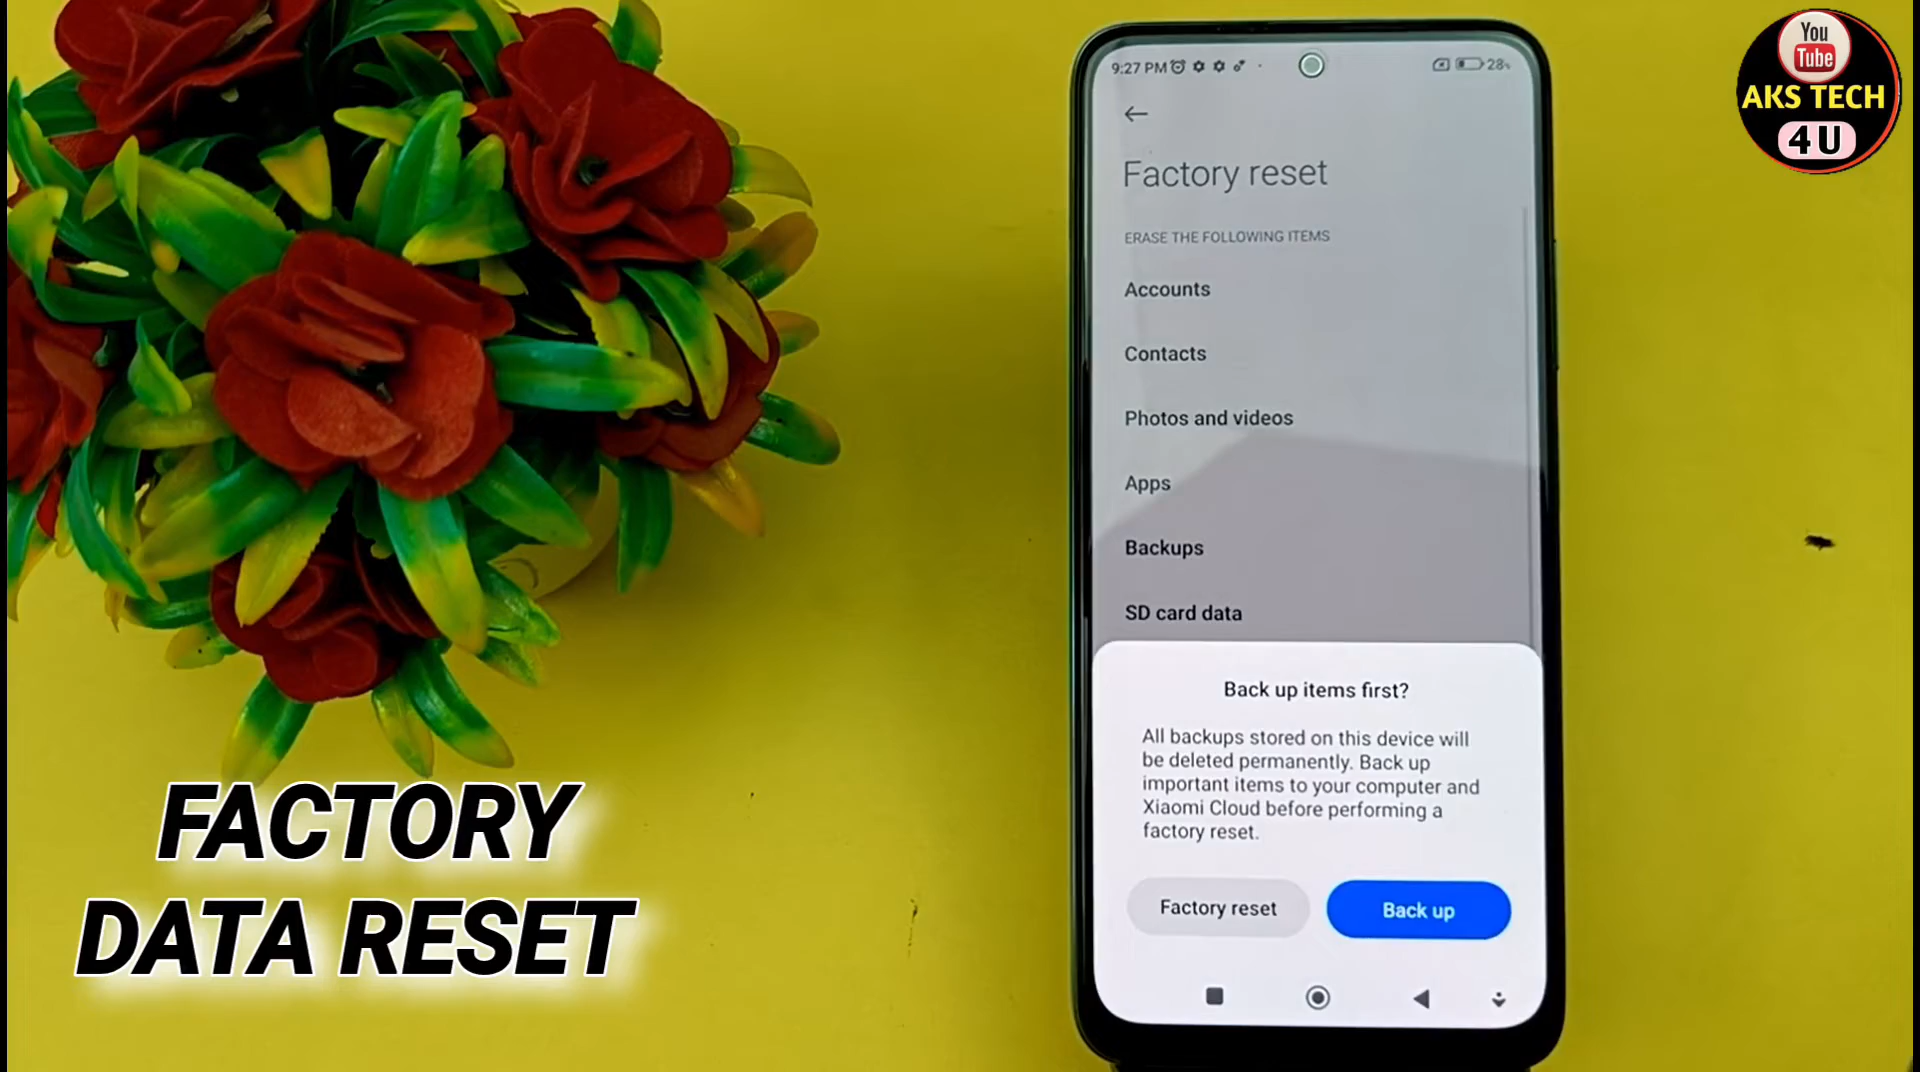 You
Tube
AKS TECH
4U
9:27 PM
28
Factory reset
ERASE THE FOLLOWING ITEMS
Accounts
Contacts
Photos and videos
Apps
Backups
SD card data
Back up items first?
All backups stored on this device will
be deleted permanently. Back up
important items to your computer and
Xiaomi Cloud before performing a
factory reset.
Factory reset
Back up
FACTORY
DATA RESET